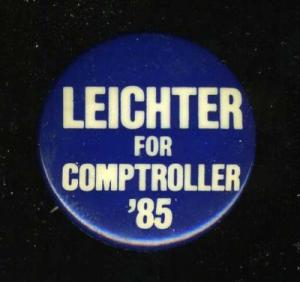 LEICHTER
FOR
COMPTROLLER
'85